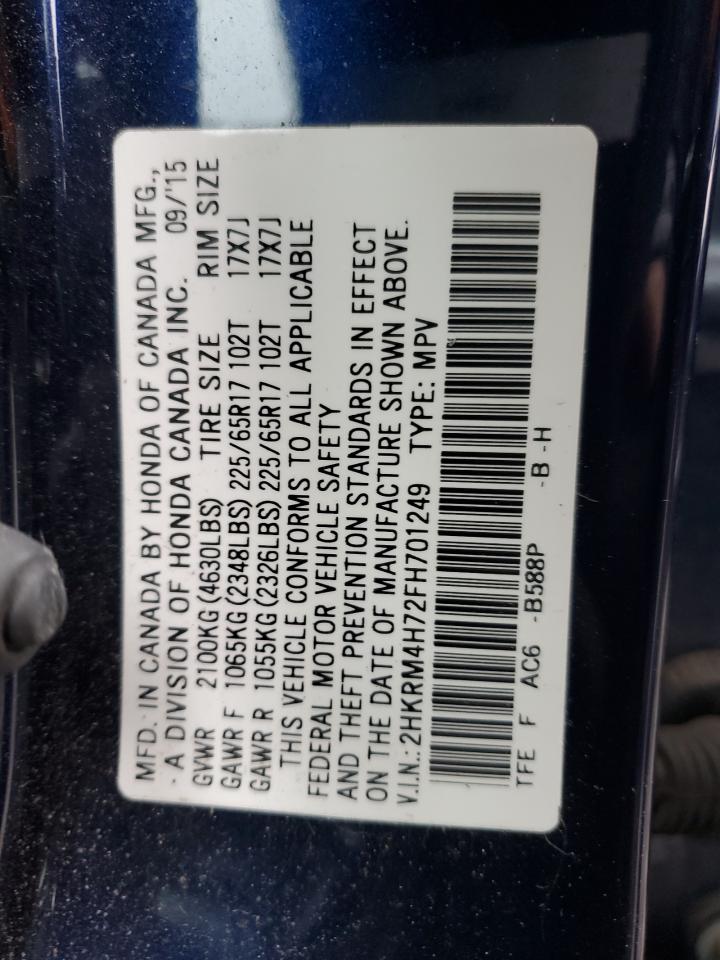 MFD. IN CANADA BY HONDA OF CANADA MFG.,
- A DIVISION OF HONDA CANADA INC. 09/'15
GVWR 2100KG (4630LBS) TIRE SIZE RIM SIZE
GAWR F 1065KG (2348LBS) 225/65R17 102T 17X7J
GAWR R 1055KG (2326LBS) 225/65R17 102T 17X7J
THIS VEHICLE CONFORMS TO ALL APPLICABLE
FEDERAL MOTOR VEHICLE SAFETY
AND THEFT PREVENTION STANDARDS IN EFFECT
ON THE DATE OF MANUFACTURE SHOWN ABOVE.
V.I.N.: 2HKRM4H72FH701249 TYPE: MPV
TFE F AC6 -B588P -B -H